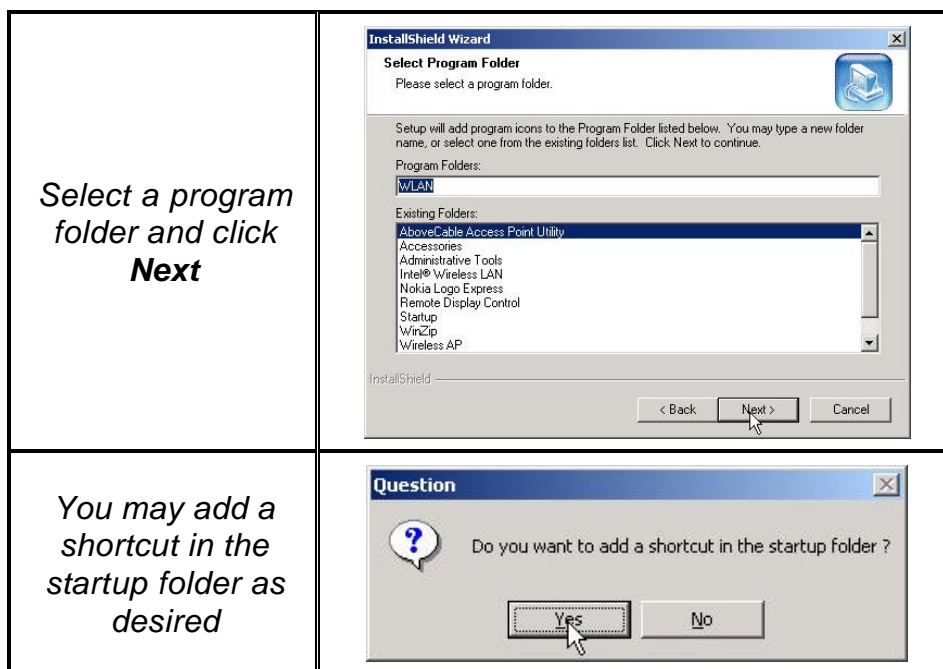 Select a program
folder and click
Next
InstallShield Wizard
Select Program Folder
Please select a program folder.
Setup will add program icons to the Program Folder listed below.  You may type a new folder
name, or select one from the existing folders list.  Click Next to continue.
Program Folders:
WLAN
Existing Folders:
AboveCable Access Point Utility
Accessories
Administrative Tools
Intel® Wireless LAN
Nokia Logo Express
Remote Display Control
Startup
WinZip
Wireless AP
InstallShield
< Back Next > Cancel
You may add a
shortcut in the
startup folder as
desired
Question
Do you want to add a shortcut in the startup folder ?
Yes No